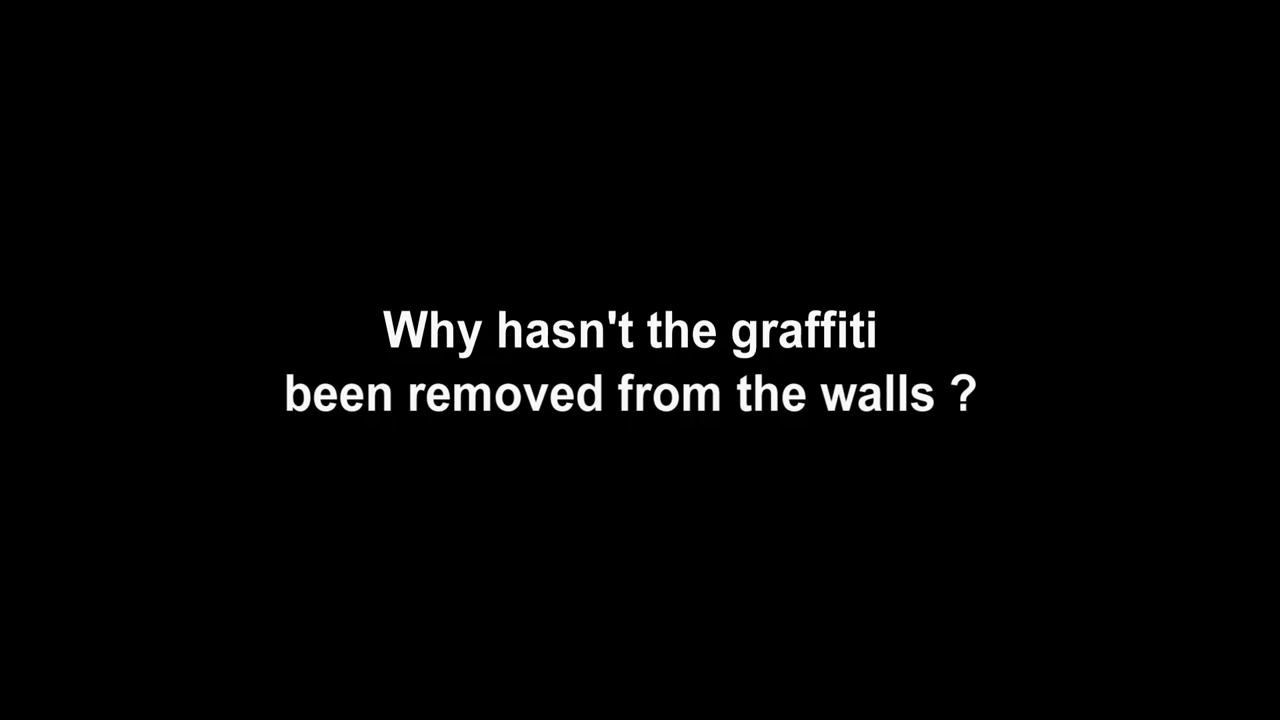 Why hasn't the graffiti
been removed from the walls ?